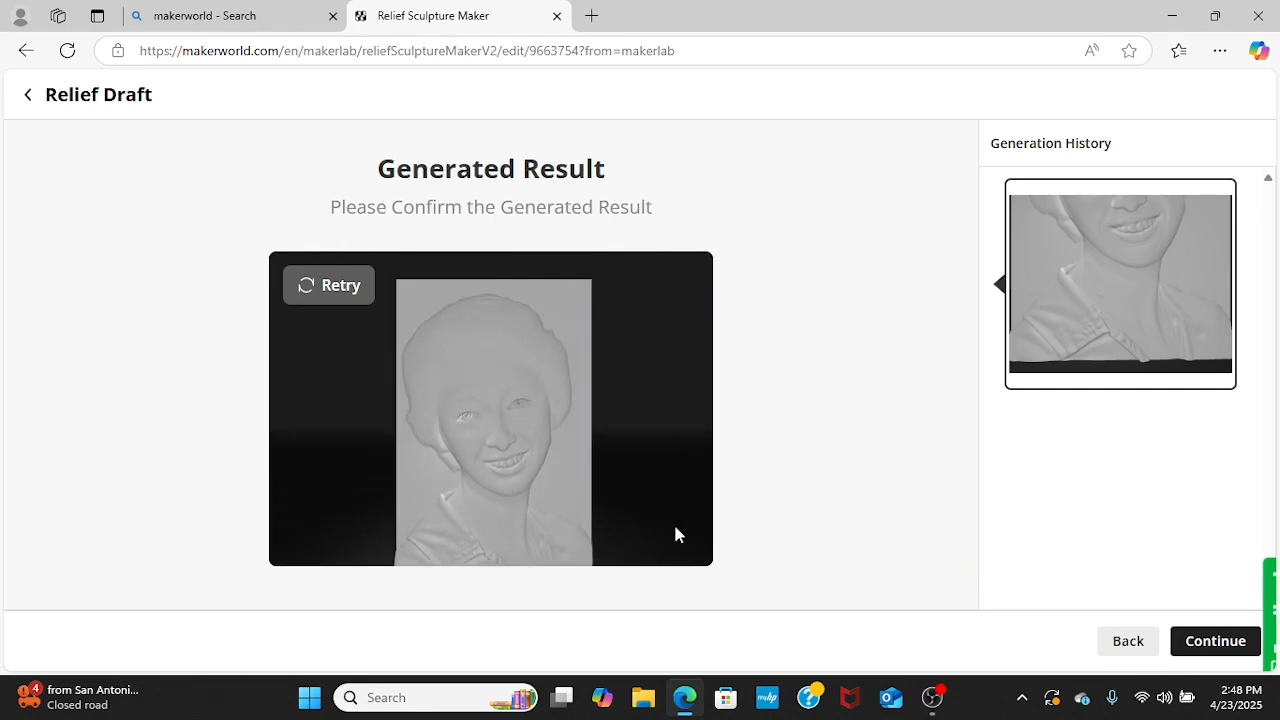 makerworld - Search
Relief Sculpture Maker
https://makerworld.com/en/makerlab/reliefSculptureMakerV2/edit/9663754?from=makerlab
Relief Draft
Generated Result
Please Confirm the Generated Result
Retry
Generation History
Back
Continue
4
from San Antoni...
Closed road
Search
myhp
2:48 PM
4/23/2025